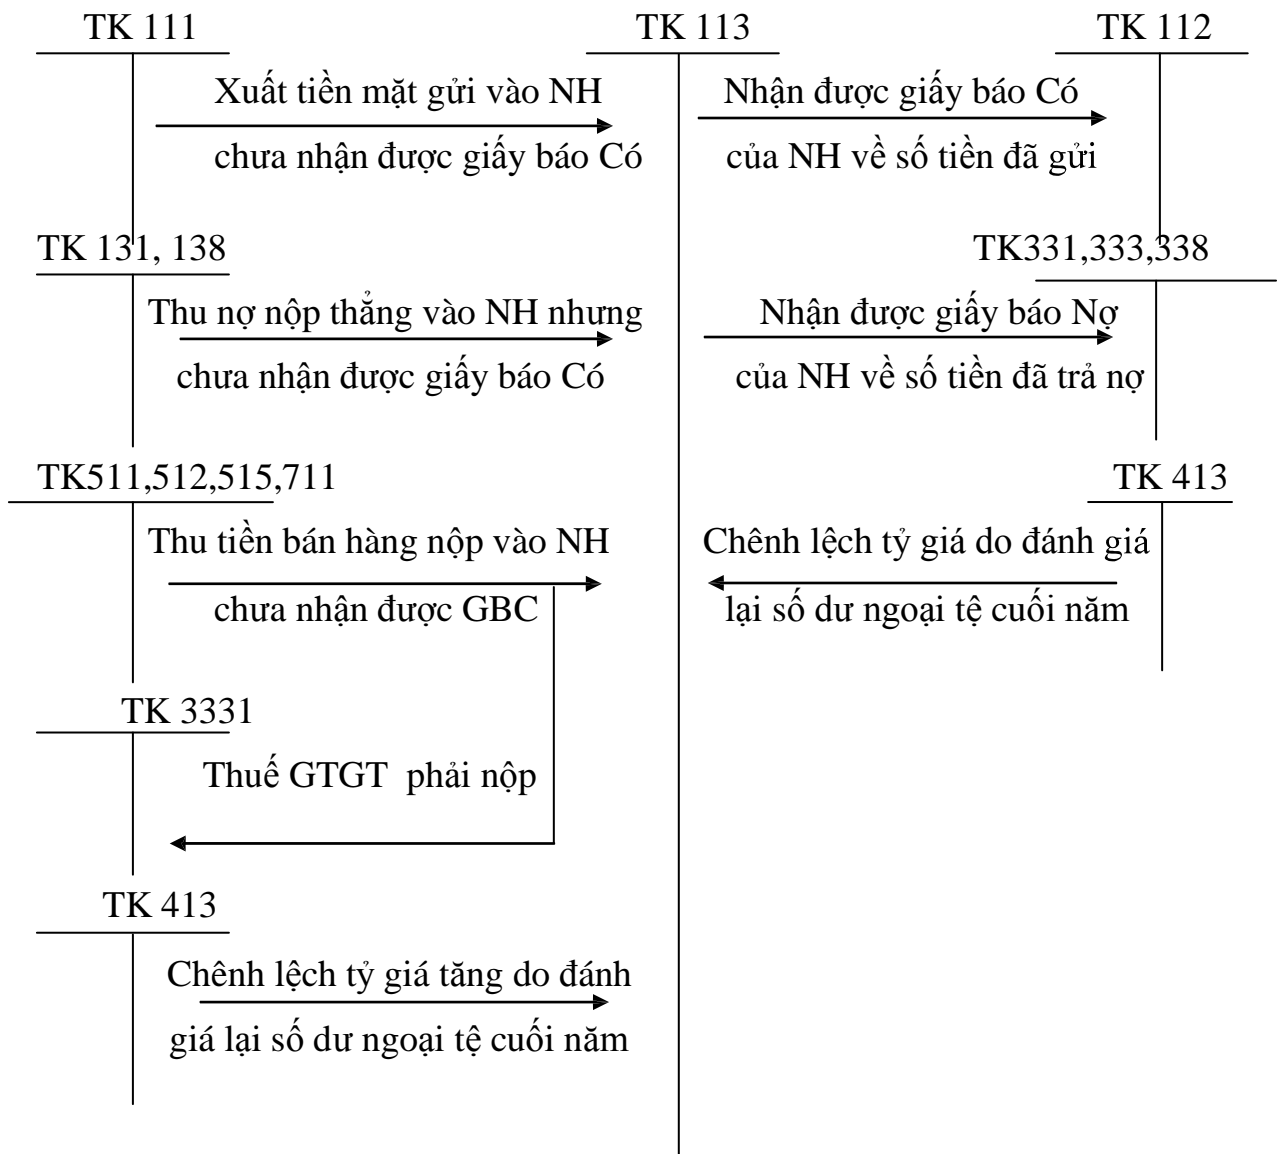 TK 111
TK 113
TK 112
Xuất tiền mặt gửi vào NH
chưa nhận được giấy báo Có
Nhận được giấy báo Có
của NH về số tiền đã gửi
TK 131, 138
TK331,333,338
Thu nợ nộp thẳng vào NH nhưng
chưa nhận được giấy báo Có
Nhận được giấy báo Nợ
của NH về số tiền đã trả nợ
TK511,512,515,711
TK 413
Thu tiền bán hàng nộp vào NH
chưa nhận được GBC
Chênh lệch tỷ giá do đánh giá
lại số dư ngoại tệ cuối năm
TK 3331
Thuế GTGT phải nộp
TK 413
Chênh lệch tỷ giá tăng do đánh
giá lại số dư ngoại tệ cuối năm